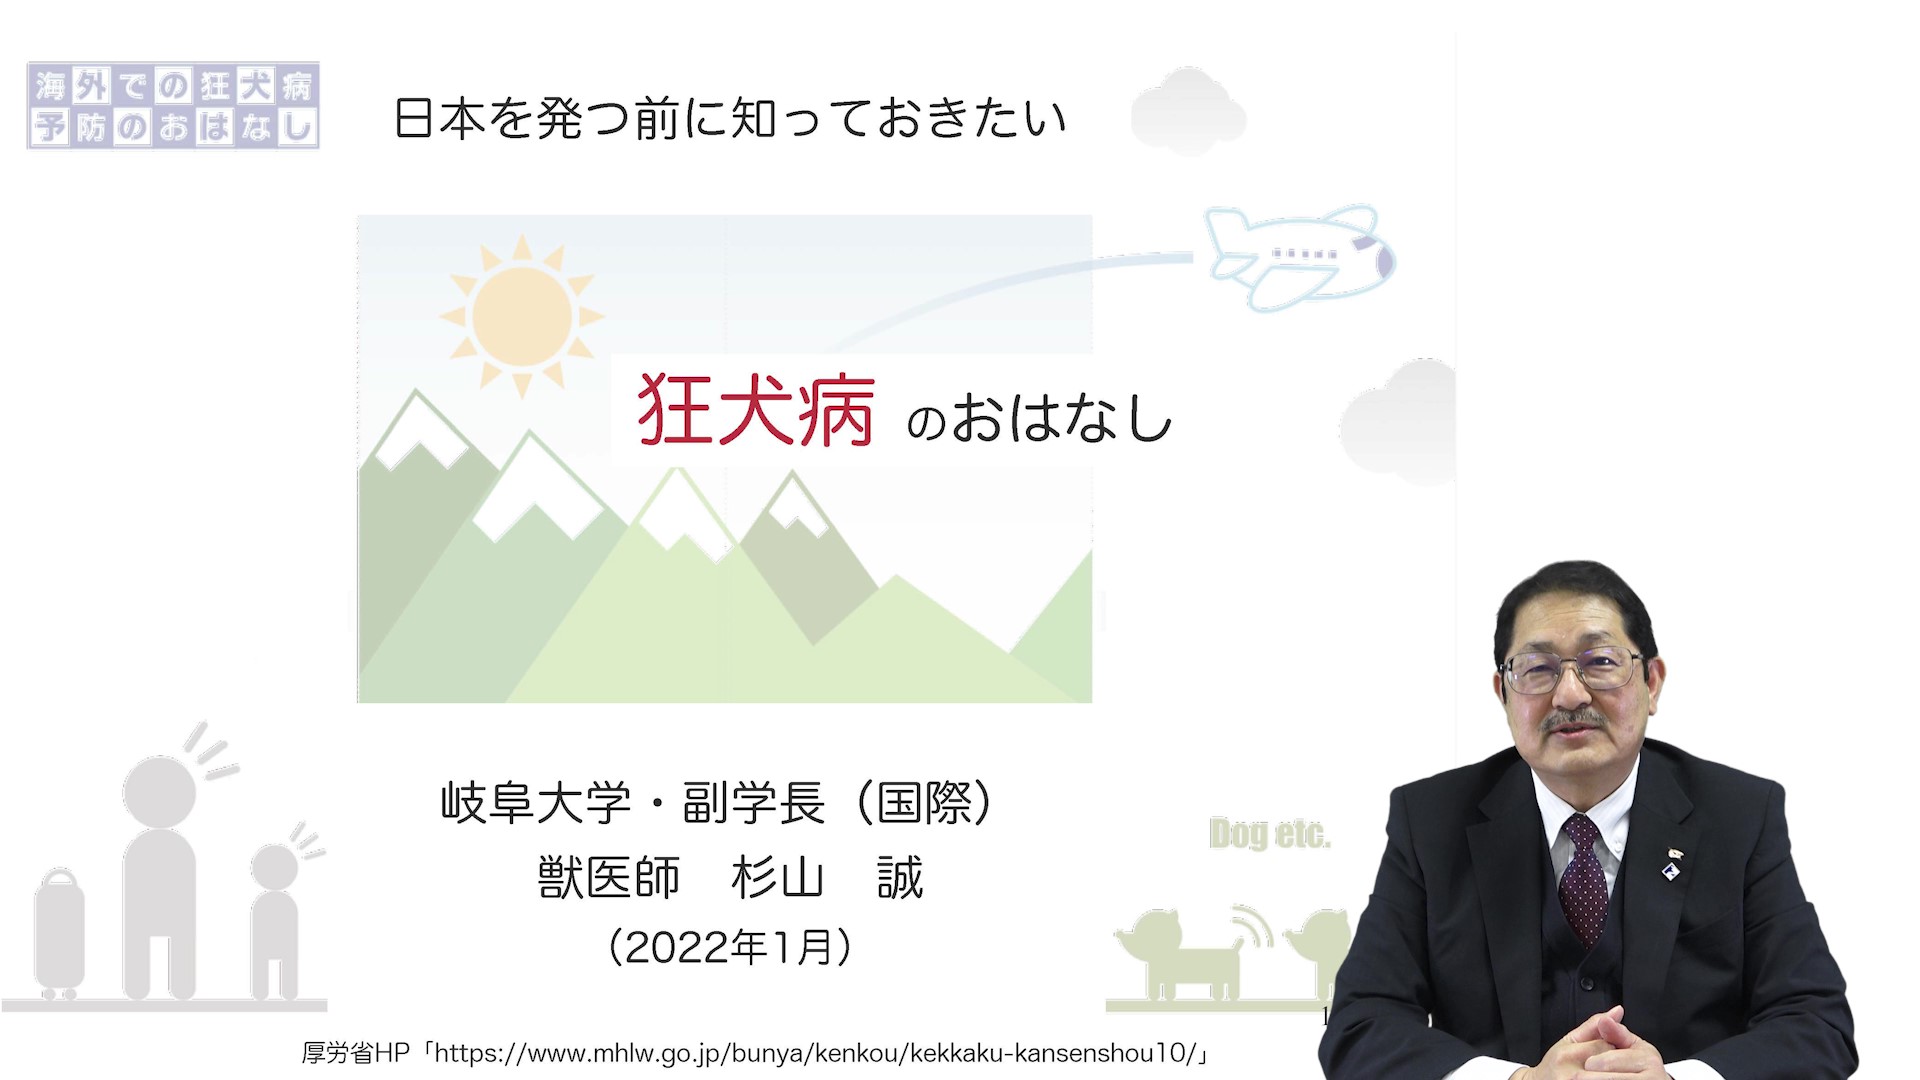 海外での狂犬病
予防のおはなし
日本を発つ前に知っておきたい
狂犬病 のおはなし
岐阜大学・副学長（国際）
獣医師　杉山　誠
（2022年1月）
Dog etc.
1
厚労省HP「https://www.mhlw.go.jp/bunya/kenkou/kekkaku-kansenshou10/」